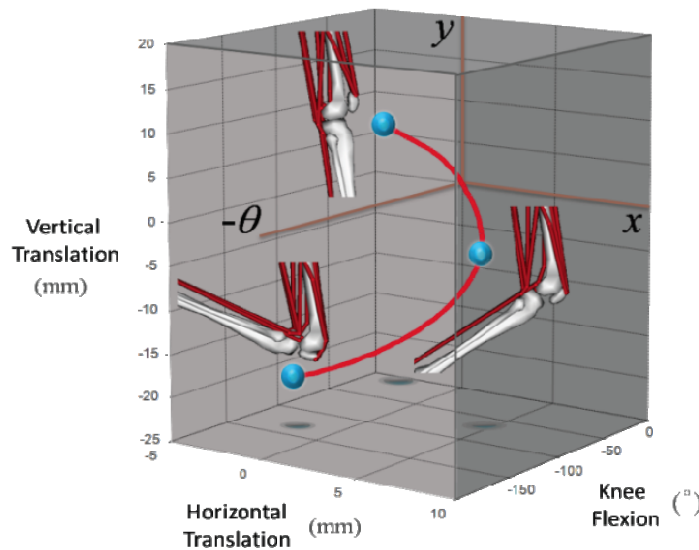 20
15
10
5
0
-5
-10
-15
-20
-25
y
-θ
x
Vertical
Translation
(mm)
-5
0
5
10
Horizontal
Translation
(mm)
-150
-100
-50
0
Knee
Flexion
(°)